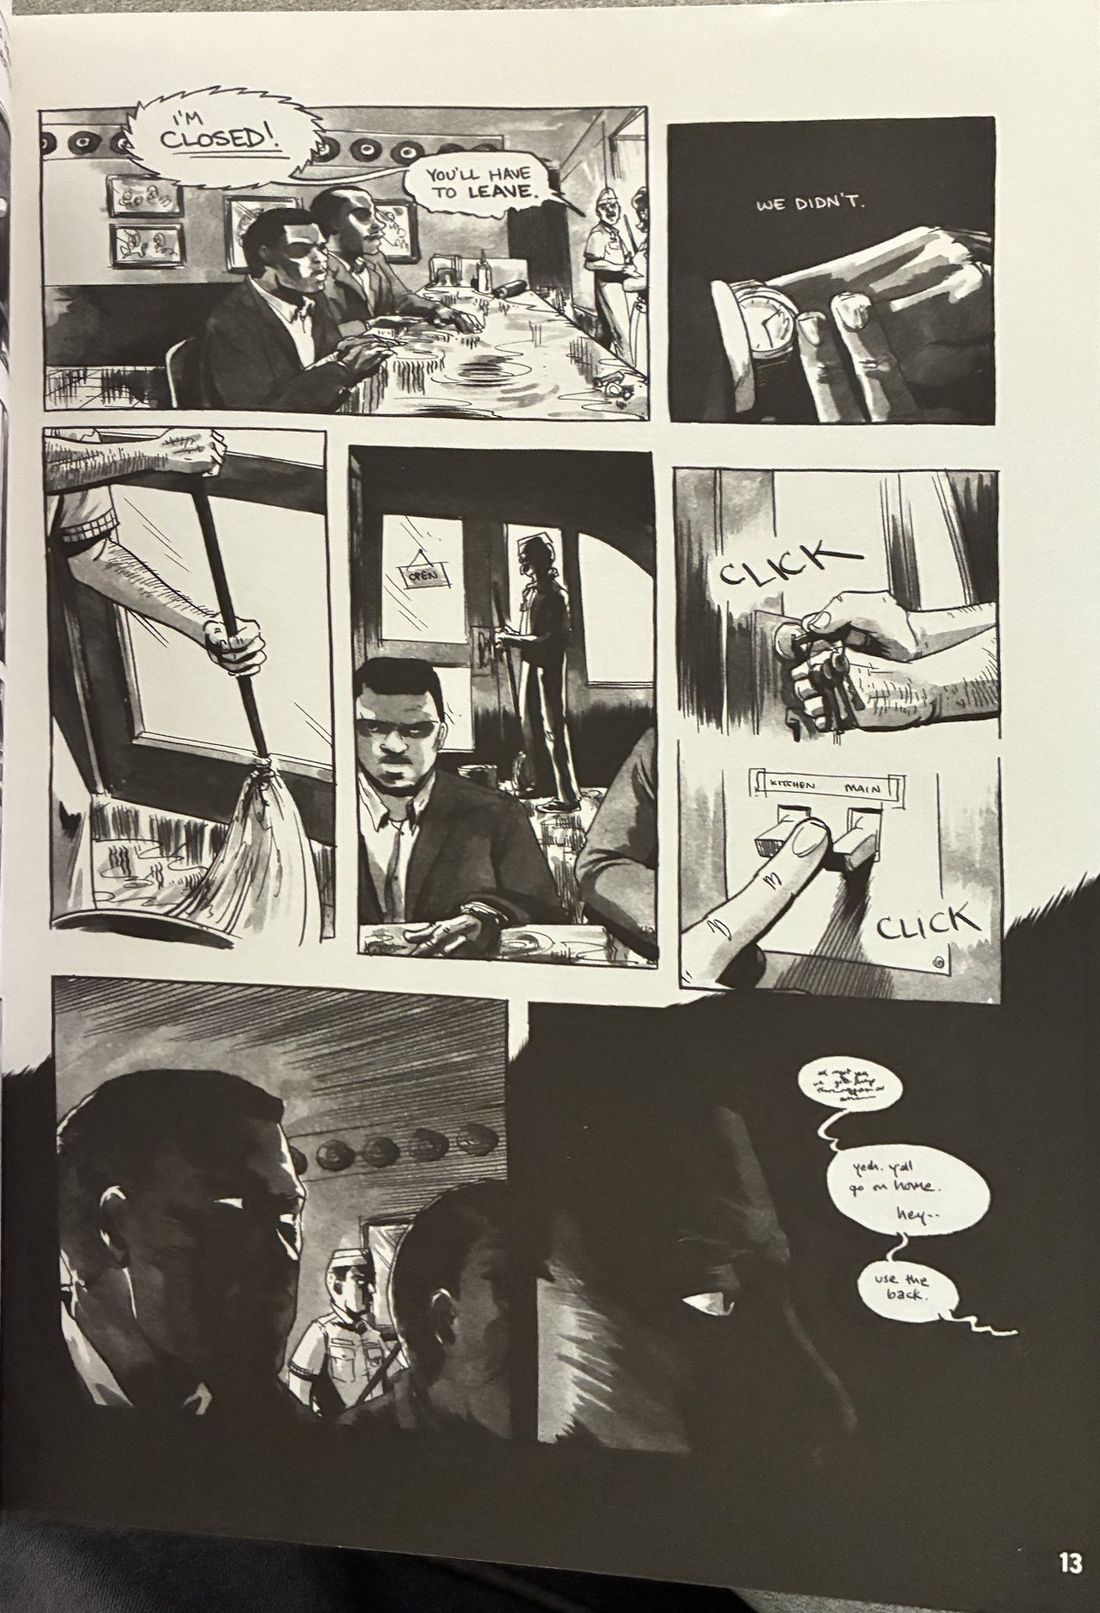 I'M
CLOSED!
YOU'LL HAVE
TO LEAVE.
WE DIDN'T.
OPEN
CLICK
KITCHEN MAIN
CLICK
yeah. y'all
go on home.
hey--
use the
back.
13